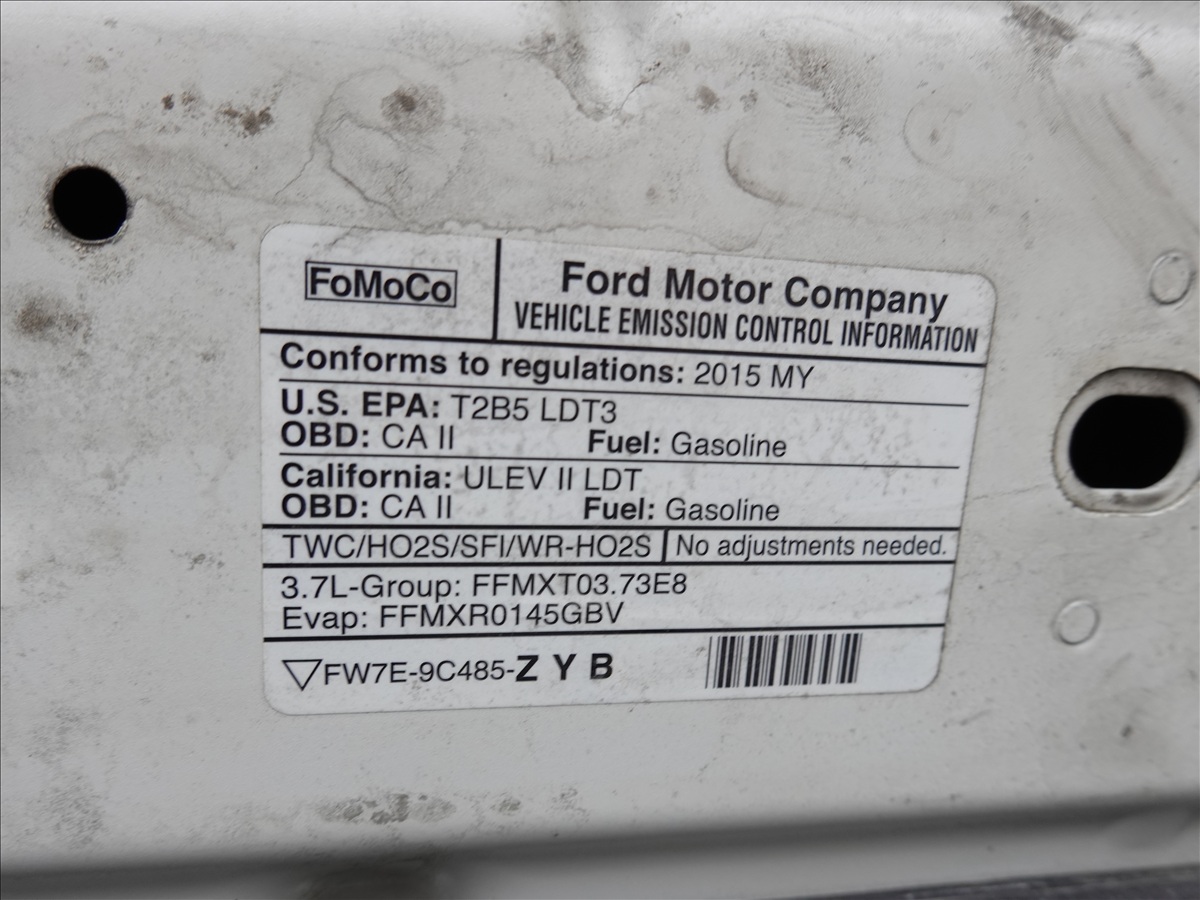 FoMoCo
Ford Motor Company
VEHICLE EMISSION CONTROL INFORMATION
Conforms to regulations: 2015 MY
U.S. EPA: T2B5 LDT3
OBD: CA II Fuel: Gasoline
California: ULEV II LDT
OBD: CA II Fuel: Gasoline
TWC/HO2S/SFI/WR-HO2S No adjustments needed.
3.7L-Group: FFMXT03.73E8
Evap: FFMXR0145GBV
▽FW7E-9C485-Z Y B